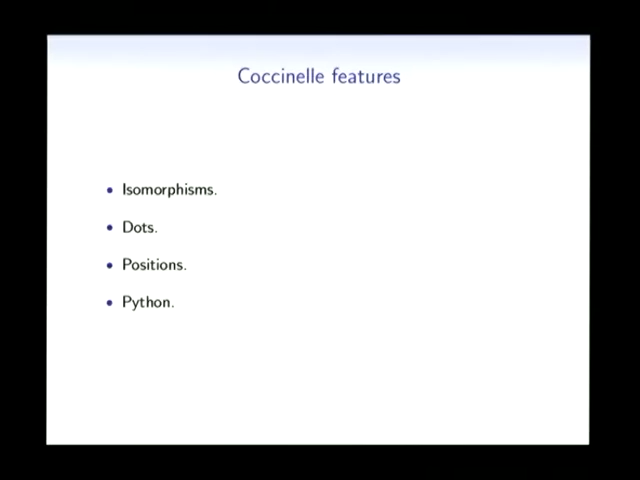 Coccinelle features
• Isomorphisms.
• Dots.
• Positions.
• Python.